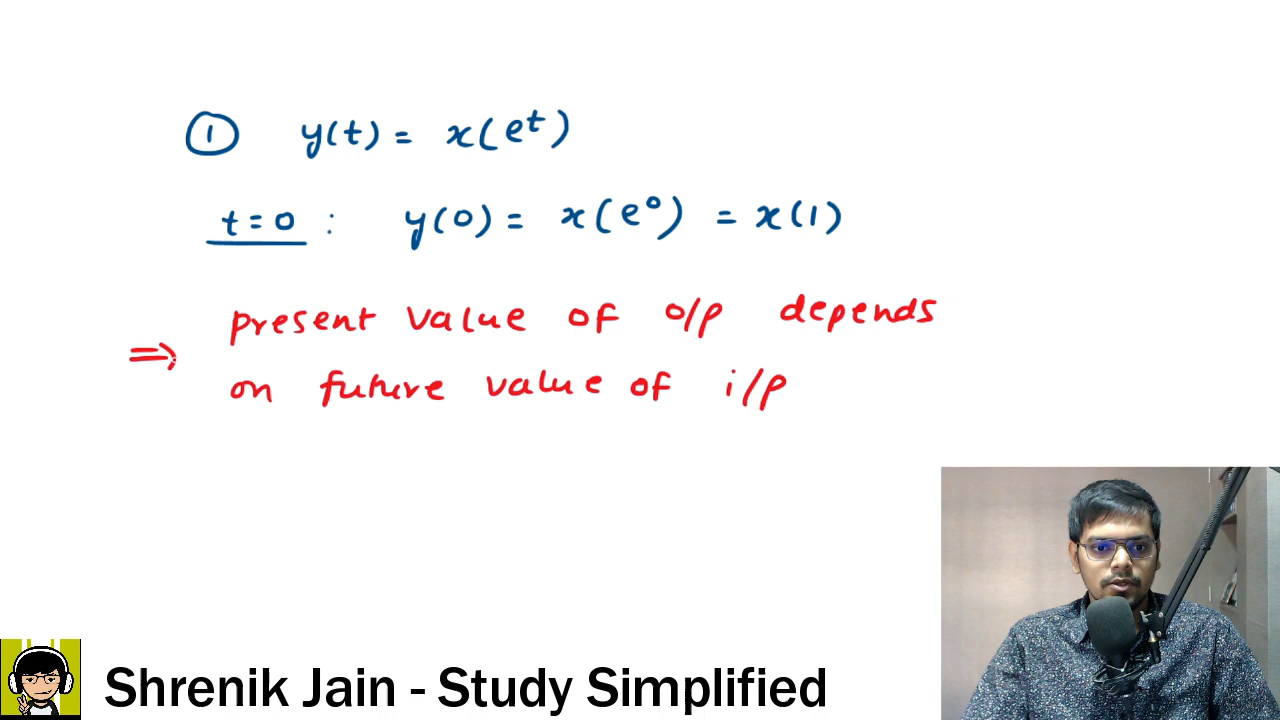 ① y(t) = x(e^t)
t=0 : y(0) = x(e^0) = x(1)
present value of o/p depends
⇒ on future value of i/p
Shrenik Jain - Study Simplified